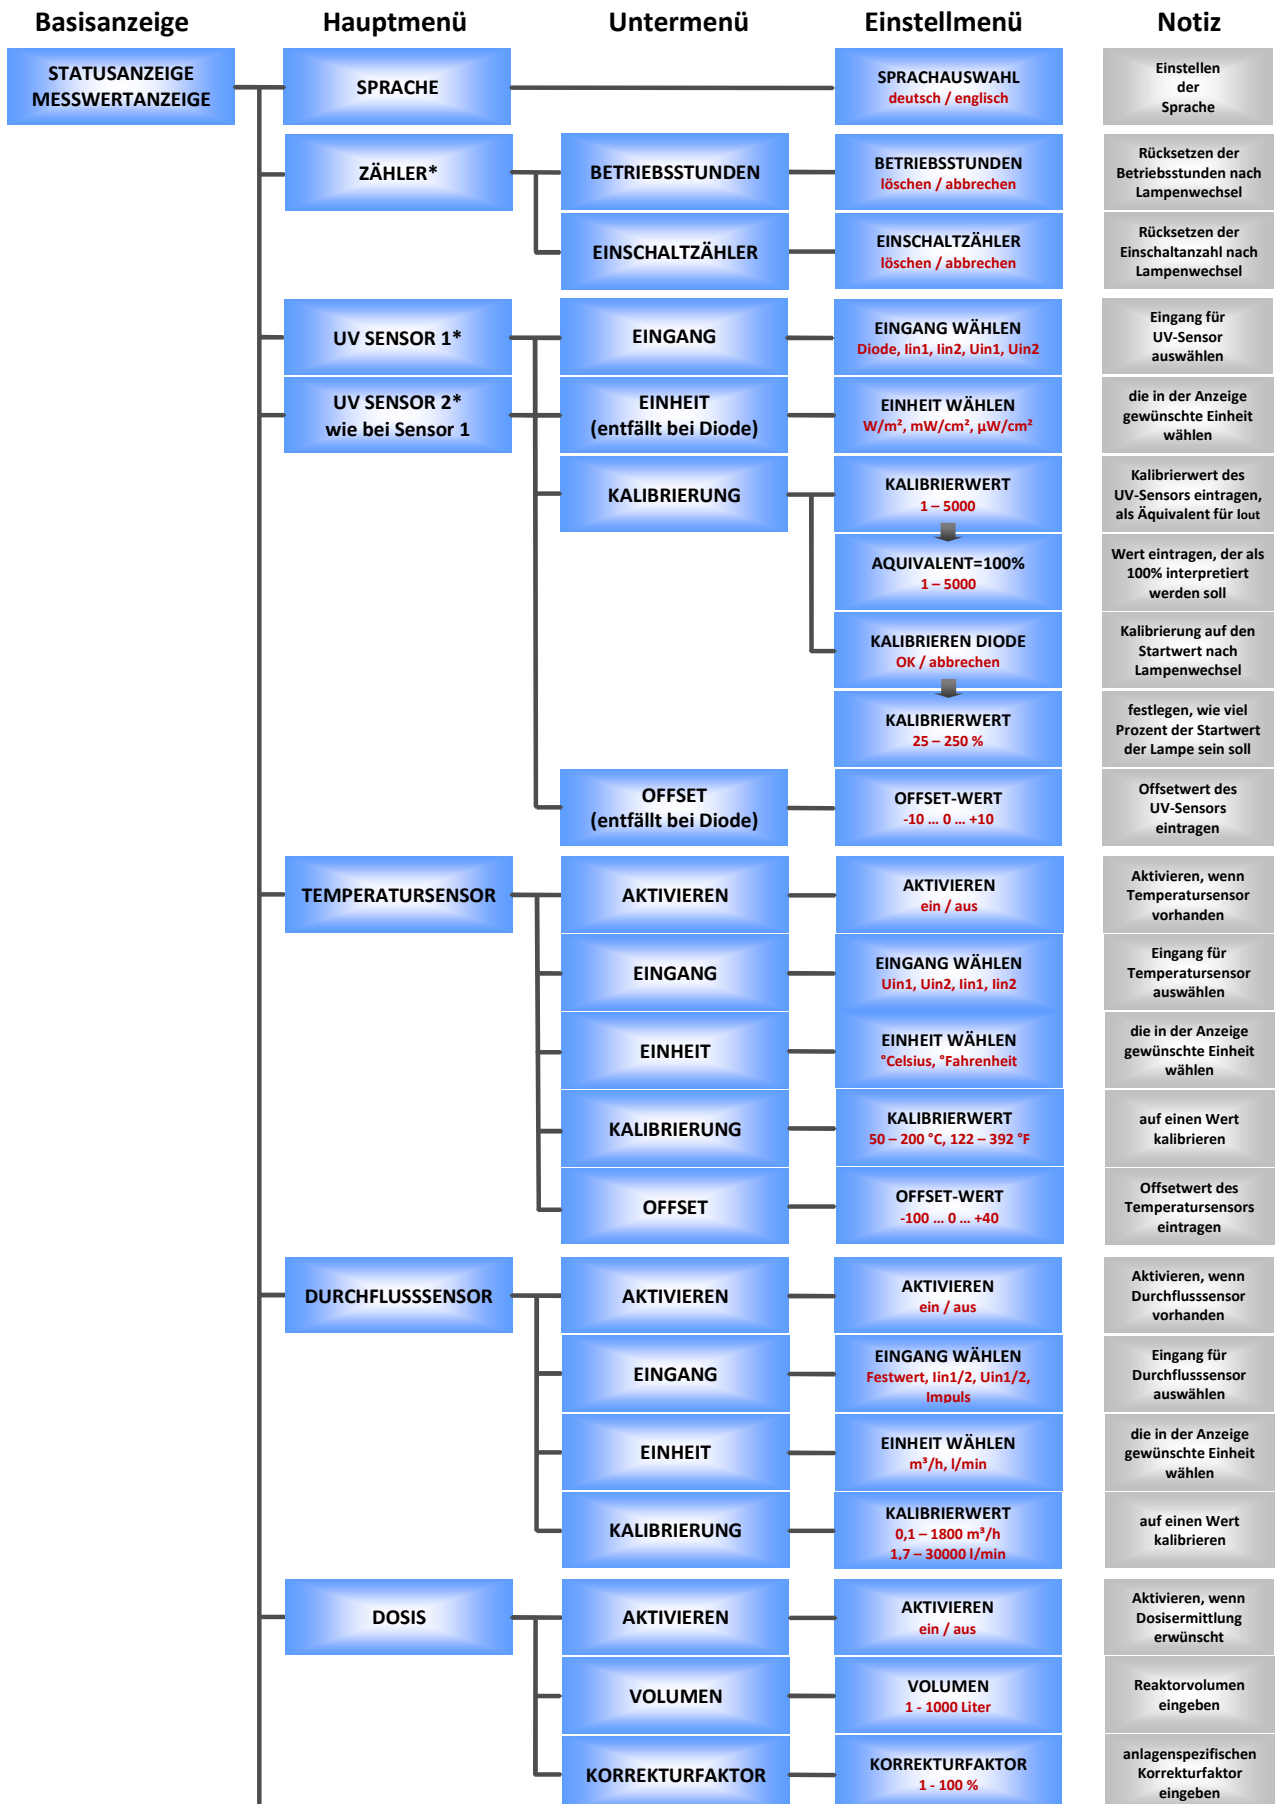 Basisanzeige
Hauptmenü
Untermenü
Einstellmenü
Notiz
STATUSANZEIGE
MESSWERTANZEIGE
SPRACHE
SPRACHAUSWAHL
deutsch / englisch
Einstellen
der
Sprache
ZÄHLER*
BETRIEBSSTUNDEN
BETRIEBSSTUNDEN
löschen / abbrechen
Rücksetzen der
Betriebsstunden nach
Lampenwechsel
EINSCHALTZÄHLER
EINSCHALTZÄHLER
löschen / abbrechen
Rücksetzen der
Einschaltanzahl nach
Lampenwechsel
UV SENSOR 1*
EINGANG
EINGANG WÄHLEN
Diode, Iin1, Iin2, Uin1, Uin2
Eingang für
UV-Sensor
auswählen
UV SENSOR 2*
wie bei Sensor 1
EINHEIT
(entfällt bei Diode)
EINHEIT WÄHLEN
W/m², mW/cm², µW/cm²
die in der Anzeige
gewünschte Einheit
wählen
KALIBRIERUNG
KALIBRIERWERT
1 – 5000
Kalibrierwert des
UV-Sensors eintragen,
als Äquivalent für Iout
AQUIVALENT=100%
1 – 5000
Wert eintragen, der als
100% interpretiert
werden soll
KALIBRIEREN DIODE
OK / abbrechen
Kalibrierung auf den
Startwert nach
Lampenwechsel
KALIBRIERWERT
25 – 250 %
festlegen, wie viel
Prozent der Startwert
der Lampe sein soll
OFFSET
(entfällt bei Diode)
OFFSET-WERT
-10 ... 0 ... +10
Offsetwert des
UV-Sensors
eintragen
TEMPERATURSENSOR
AKTIVIEREN
AKTIVIEREN
ein / aus
Aktivieren, wenn
Temperatursensor
vorhanden
EINGANG
EINGANG WÄHLEN
Uin1, Uin2, Iin1, Iin2
Eingang für
Temperatursensor
auswählen
EINHEIT
EINHEIT WÄHLEN
°Celsius, °Fahrenheit
die in der Anzeige
gewünschte Einheit
wählen
KALIBRIERUNG
KALIBRIERWERT
50 – 200 °C, 122 – 392 °F
auf einen Wert
kalibrieren
OFFSET
OFFSET-WERT
-100 ... 0 ... +40
Offsetwert des
Temperatursensors
eintragen
DURCHFLUSSSENSOR
AKTIVIEREN
AKTIVIEREN
ein / aus
Aktivieren, wenn
Durchflusssensor
vorhanden
EINGANG
EINGANG WÄHLEN
Festwert, Iin1/2, Uin1/2,
Impuls
Eingang für
Durchflusssensor
auswählen
EINHEIT
EINHEIT WÄHLEN
m³/h, l/min
die in der Anzeige
gewünschte Einheit
wählen
KALIBRIERUNG
KALIBRIERWERT
0,1 – 1800 m³/h
1,7 – 30000 l/min
auf einen Wert
kalibrieren
DOSIS
AKTIVIEREN
AKTIVIEREN
ein / aus
Aktivieren, wenn
Dosisermittlung
erwünscht
VOLUMEN
VOLUMEN
1 - 1000 Liter
Reaktorvolumen
eingeben
KORREKTURFAKTOR
KORREKTURFAKTOR
1 - 100 %
anlagenspezifischen
Korrekturfaktor
eingeben